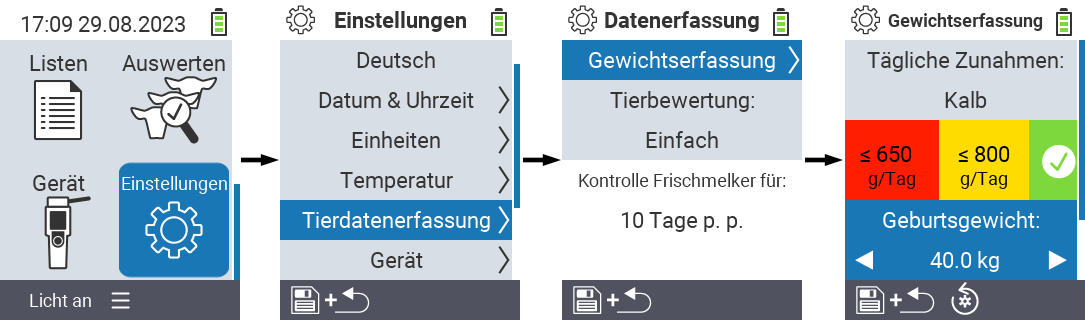 17:09 29.08.2023
Listen
Auswerten
Gerät
Einstellungen
Licht an
Einstellungen
Deutsch
Datum & Uhrzeit
Einheiten
Temperatur
Tierdatenerfassung
Gerät
+
Datenerfassung
Gewichtserfassung
Tierbewertung:
Einfach
Kontrolle Frischmelker für:
10 Tage p. p.
+
Gewichtserfassung
Tägliche Zunahmen:
Kalb
≤ 650
g/Tag
≤ 800
g/Tag
Geburtsgewicht:
40.0 kg
+